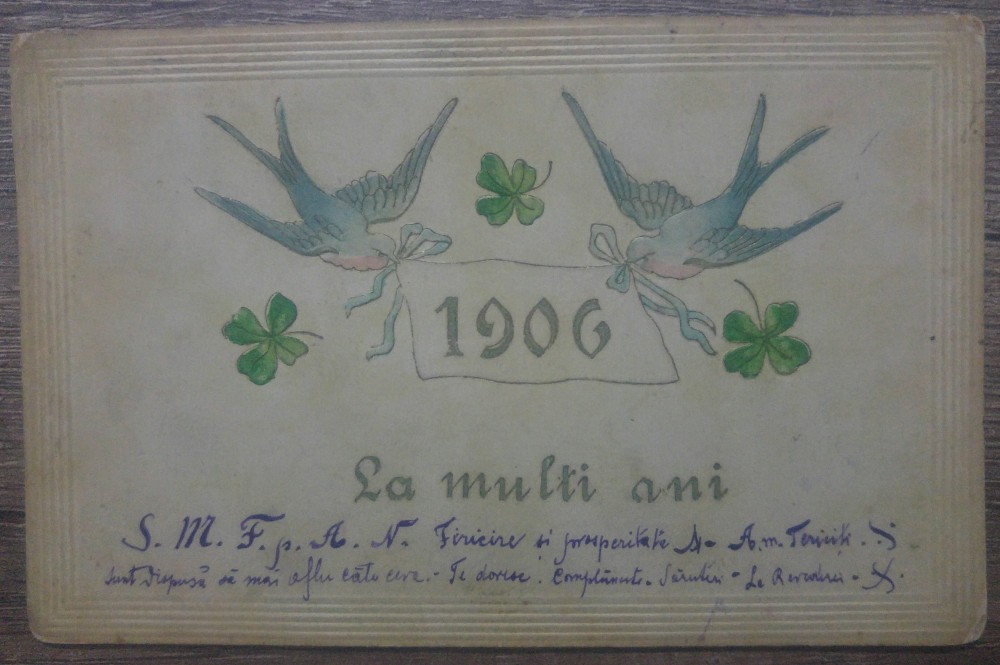 1906
La multi ani
S. M. F. p. A. N. Fericire si prosperitate N- A.m. Fericit.
Sunt Dispusă să mai aflu câte ceva.- Te doresc. Complimente- Sărutări- La Revedere- X.